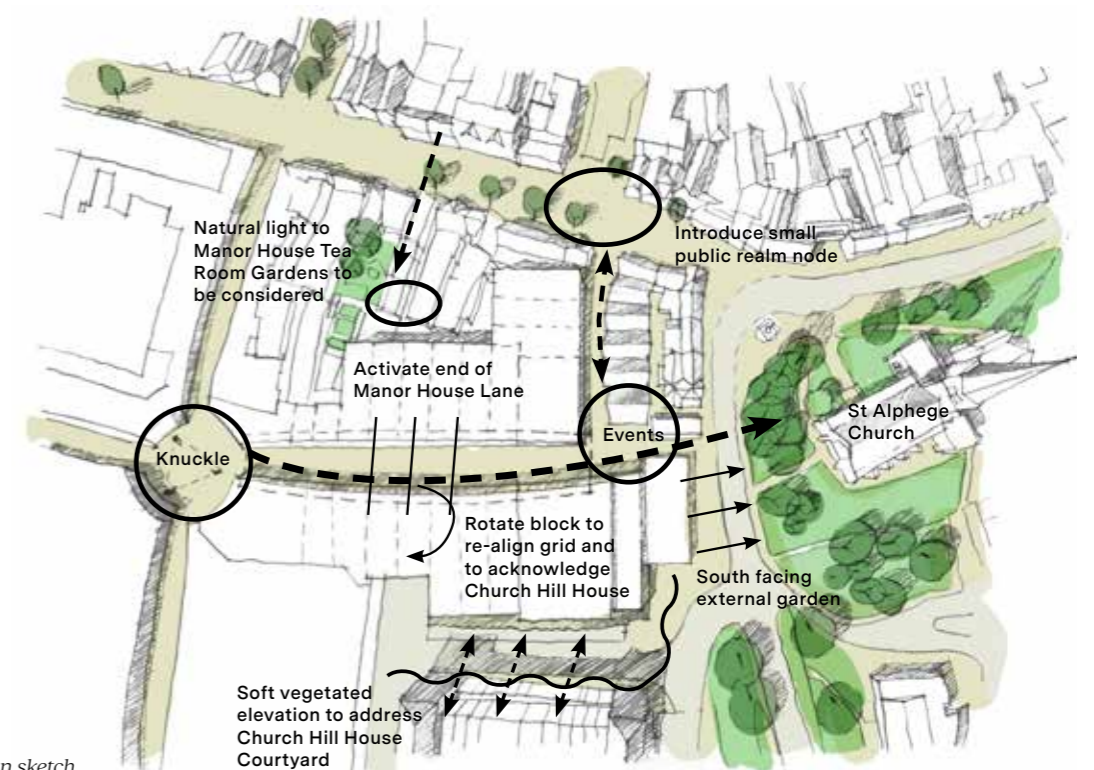 Natural light to
Manor House Tea
Room Gardens to
be considered
Introduce small
public realm node
Activate end of
Manor House Lane
St Alphege
Church
Events
Knuckle
Rotate block to
re-align grid and
to acknowledge
Church Hill House
South facing
external garden
Soft vegetated
elevation to address
Church Hill House
Courtyard
sketch